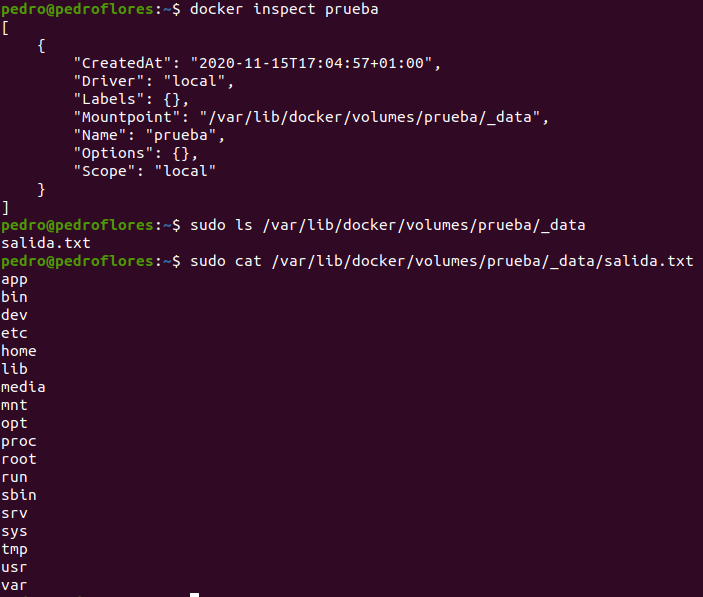 pedro@pedroflores:~$ docker inspect prueba
[
    {
        "CreatedAt": "2020-11-15T17:04:57+01:00",
        "Driver": "local",
        "Labels": {},
        "Mountpoint": "/var/lib/docker/volumes/prueba/_data",
        "Name": "prueba",
        "Options": {},
        "Scope": "local"
    }
]
pedro@pedroflores:~$ sudo ls /var/lib/docker/volumes/prueba/_data
salida.txt
pedro@pedroflores:~$ sudo cat /var/lib/docker/volumes/prueba/_data/salida.txt
app
bin
dev
etc
home
lib
media
mnt
opt
proc
root
run
sbin
srv
sys
tmp
usr
var